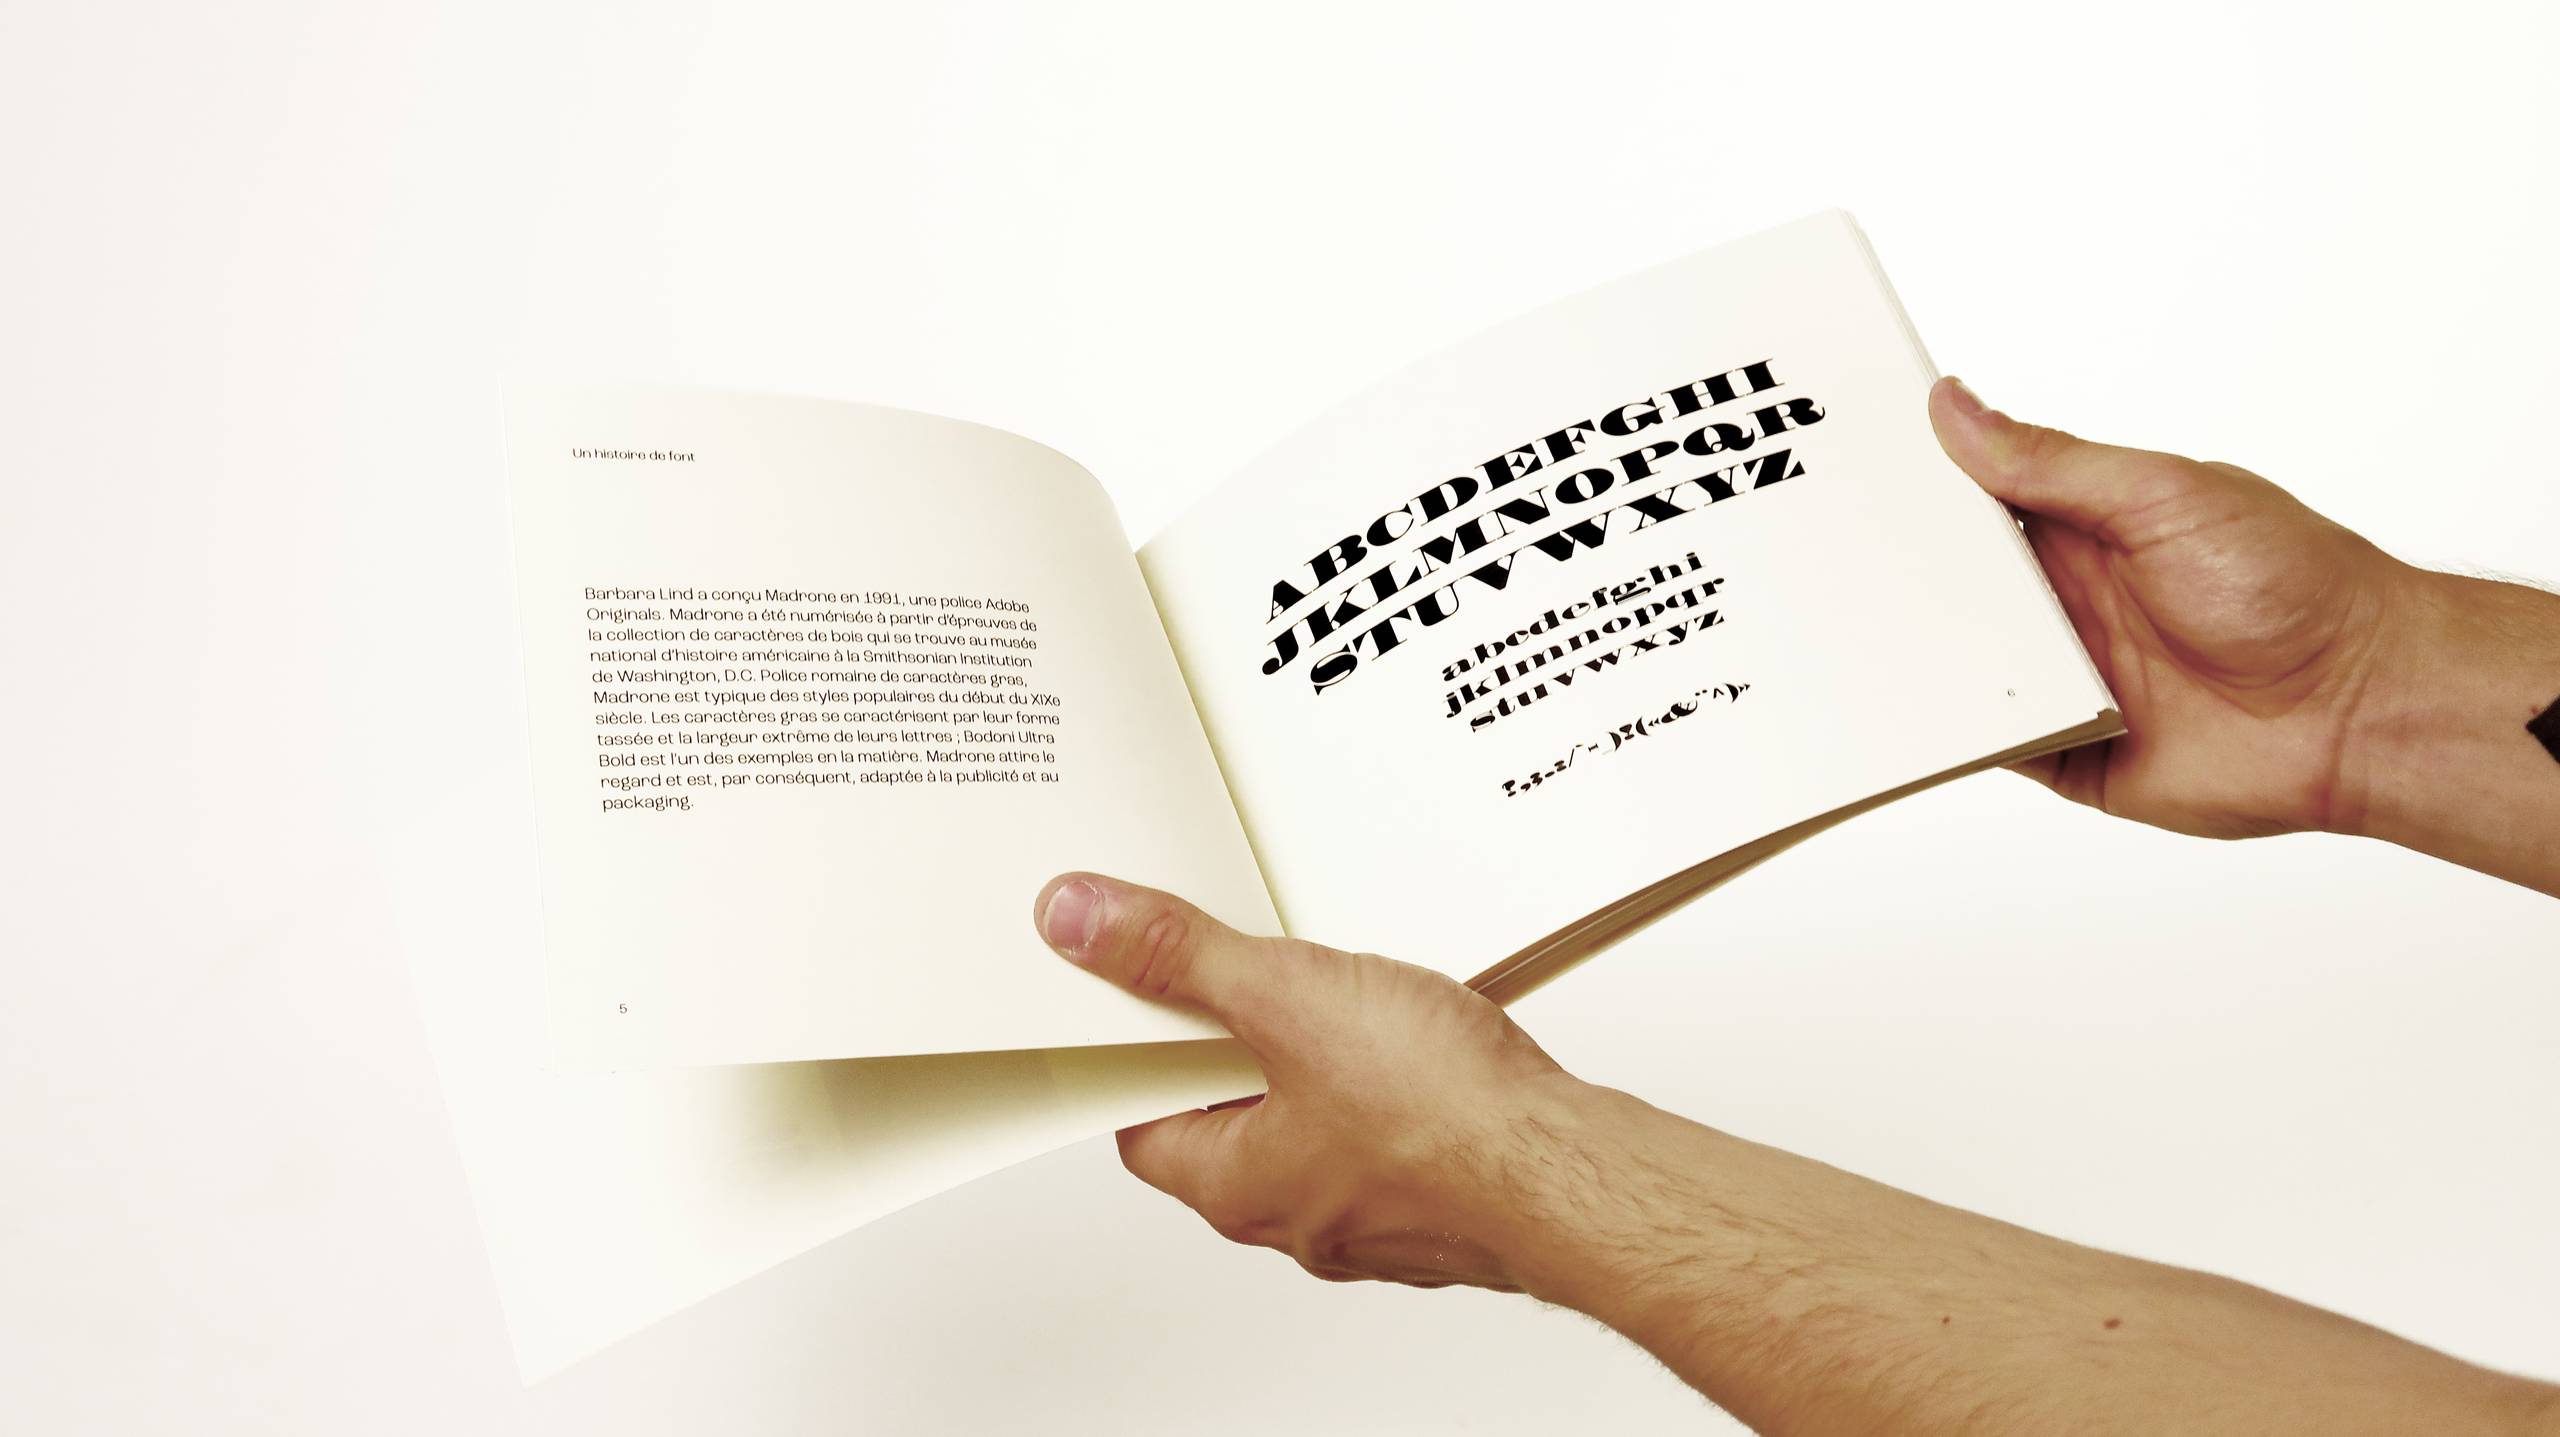 Un histoire de font
Barbara Lind a conçu Madrone en 1991, une police Adobe
Originals. Madrone a été numérisée à partir d'épreuves de
la collection de caractères de bois qui se trouve au musée
national d'histoire américaine à la Smithsonian Institution
de Washington, D.C. Police romaine de caractères gras,
Madrone est typique des styles populaires du début du XIXe
siècle. Les caractères gras se caractérisent par leur forme
tassée et la largeur extrême de leurs lettres ; Bodoni Ultra
Bold est l'un des exemples en la matière. Madrone attire le
regard et est, par conséquent, adaptée à la publicité et au
packaging.
5
ABCDEFGHI
JKLMNOPQR
STUVWXYZ
abcdefghi
jklmnopqr
stuvwxyz
6